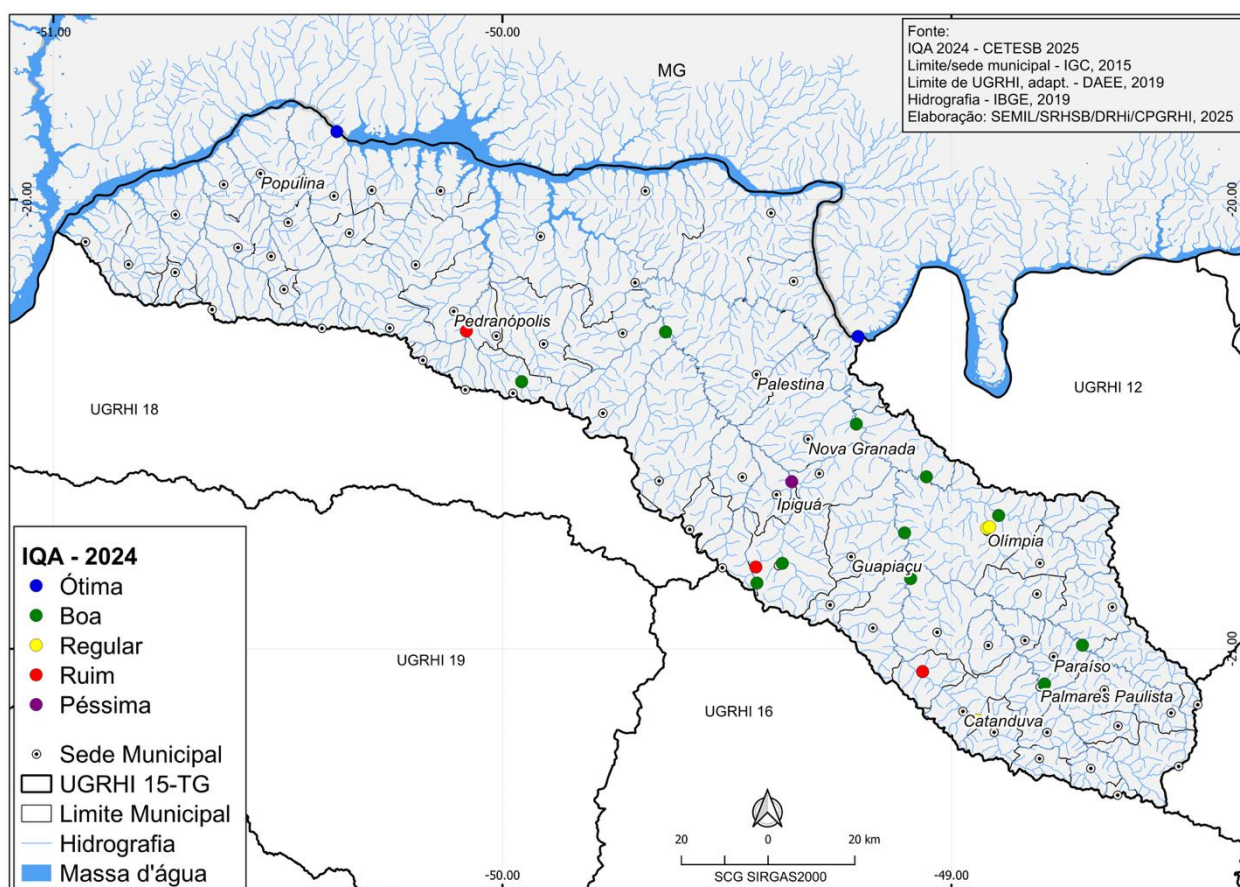 -51.00
-50.00
-49.00
Fonte:
IQA 2024 - CETESB 2025
Limite/sede municipal - IGC, 2015
Limite de UGRHI, adapt. - DAEE, 2019
Hidrografia - IBGE, 2019
Elaboração: SEMIL/SRHSB/DRHi/CPGRHI, 2025
MG
-20.00
-20.00
Populina
Pedranópolis
Palestina
UGRHI 12
UGRHI 18
Nova Granada
Ipiguá
Olímpia
Guapiaçu
UGRHI 19
Paraíso
Palmares Paulista
UGRHI 16
Catanduva
IQA - 2024
Ótima
Boa
Regular
Ruim
Péssima
Sede Municipal
UGRHI 15-TG
Limite Municipal
Hidrografia
Massa d'água
20 0 20 km
SCG SIRGAS2000
-50.00
-49.00